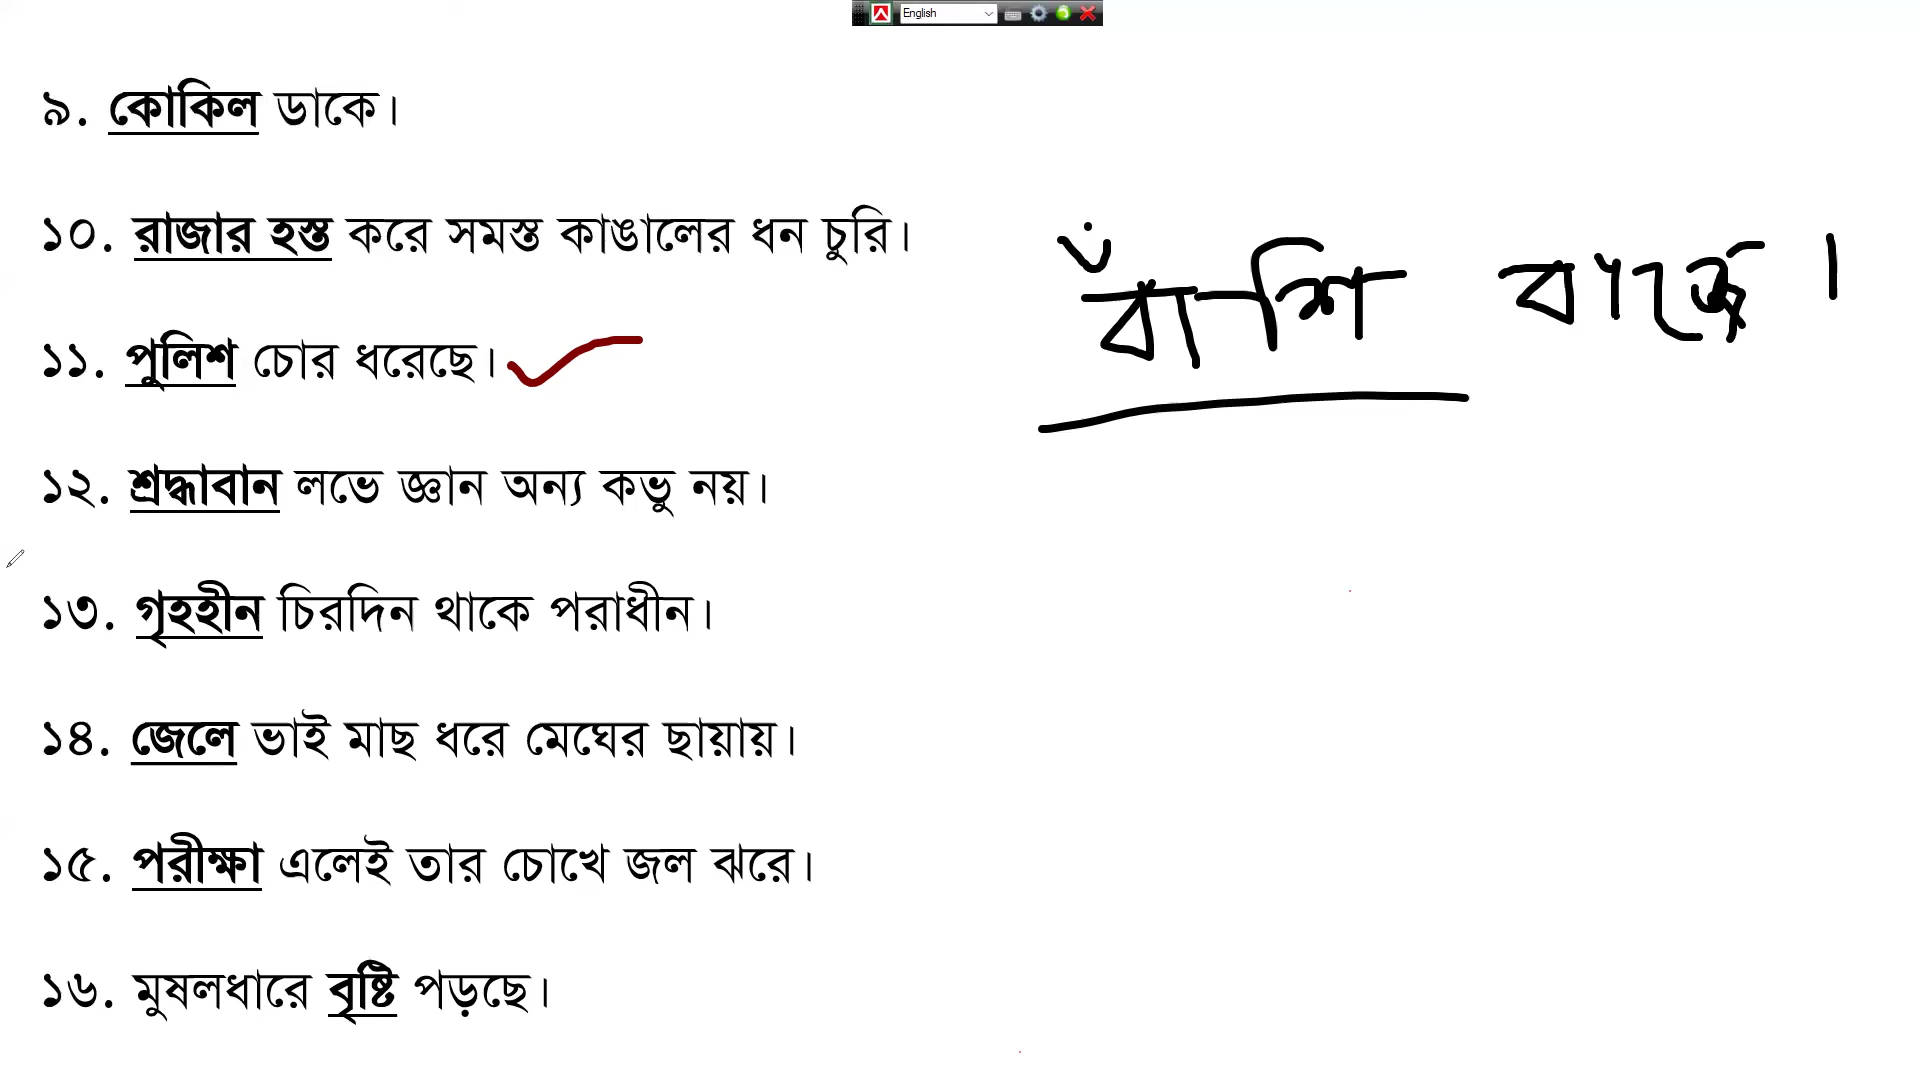 English
৯. কোকিল ডাকে।
১০. রাজার হস্ত করে সমস্ত কাঙালের ধন চুরি।
বাঁশি বাজে।
১১. পুলিশ চোর ধরেছে।
১২. শ্রদ্ধাবান লভে জ্ঞান অন্য কভু নয়।
১৩. গৃহহীন চিরদিন থাকে পরাধীন।
১৪. জেলে ভাই মাছ ধরে মেঘের ছায়ায়।
১৫. পরীক্ষা এলেই তার চোখে জল ঝরে।
১৬. মুষলধারে বৃষ্টি পড়ছে।